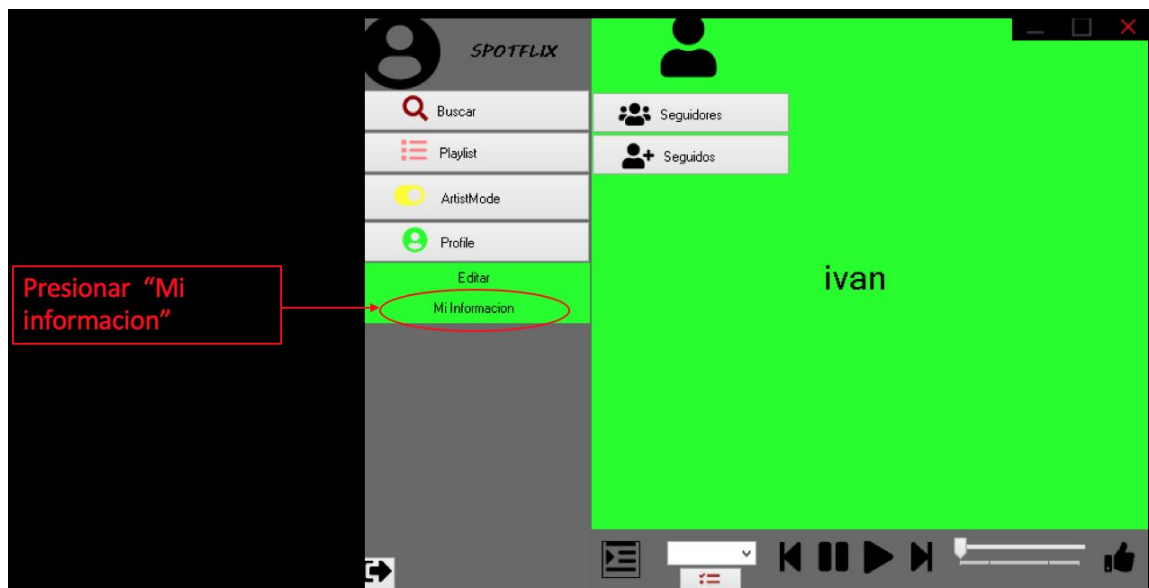 SPOTFLIX
Buscar
Playlist
ArtistMode
Profile
Editar
Mi Informacion
Presionar “Mi
informacion”
Seguidores
Seguidos
ivan